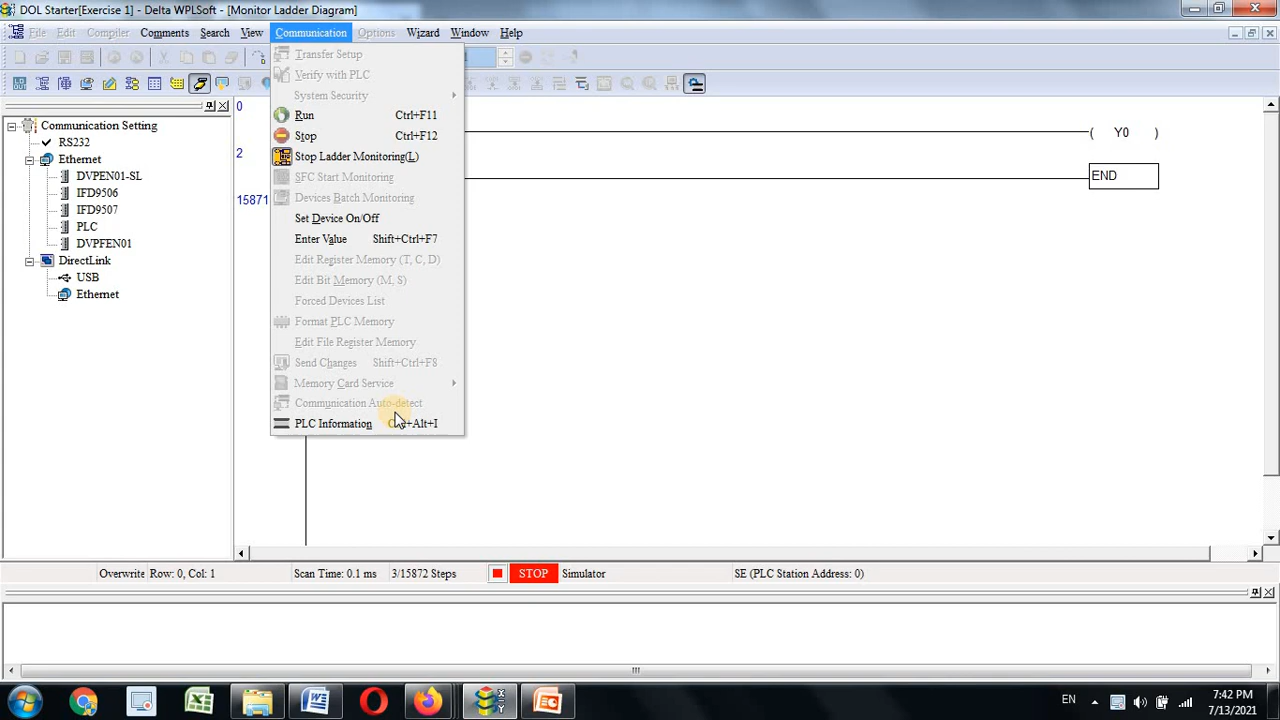 DOL Starter[Exercise 1] - Delta WPLSoft - [Monitor Ladder Diagram]
File Edit Compiler Comments Search View Communication Options Wizard Window Help
Transfer Setup
Verify with PLC
System Security
Run Ctrl+F11
Stop Ctrl+F12
Stop Ladder Monitoring(L)
SFC Start Monitoring
Devices Batch Monitoring
Set Device On/Off
Enter Value Shift+Ctrl+F7
Edit Register Memory (T, C, D)
Edit Bit Memory (M, S)
Forced Devices List
Format PLC Memory
Edit File Register Memory
Send Changes Shift+Ctrl+F8
Memory Card Service
Communication Auto-detect
PLC Information Ctrl+Alt+I
Communication Setting
RS232
Ethernet
DVPEN01-SL
IFD9506
IFD9507
PLC
DVPFEN01
DirectLink
USB
Ethernet
0
2
15871
( Y0 )
END
Overwrite Row: 0, Col: 1 Scan Time: 0.1 ms 3/15872 Steps STOP Simulator SE (PLC Station Address: 0)
EN
7:42 PM
7/13/2021